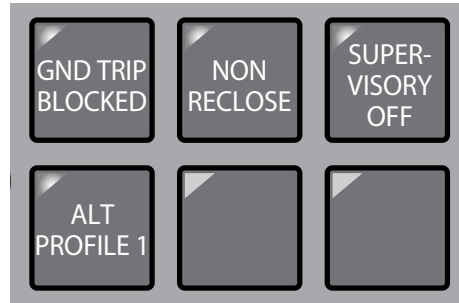 GND TRIP
BLOCKED
NON
RECLOSE
SUPER-
VISORY
OFF
ALT
PROFILE 1